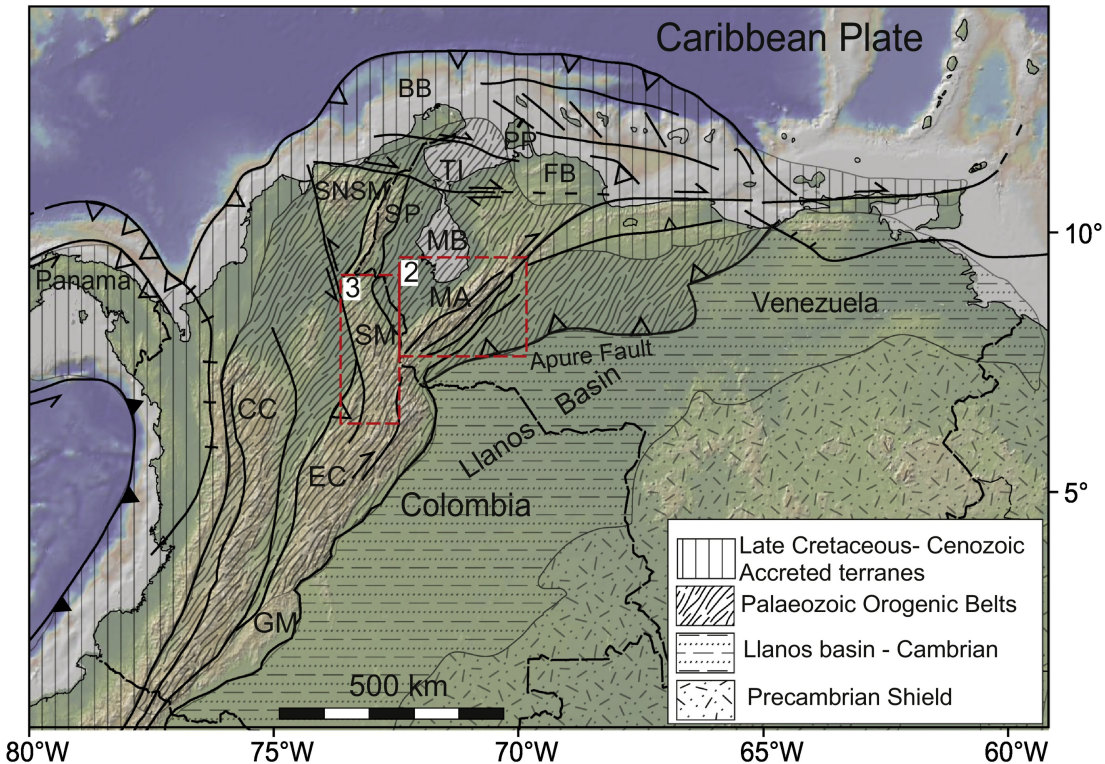 Caribbean Plate
BB
PP
TI
FB
SNSM
SP
MB
10°
Panama
2
3
MA
Venezuela
SM
Apure Fault
Llanos Basin
CC
EC
Colombia
5°
GM
500 km
Late Cretaceous- Cenozoic
Accreted terranes
Palaeozoic Orogenic Belts
Llanos basin - Cambrian
Precambrian Shield
80°W
75°W
70°W
65°W
60°W